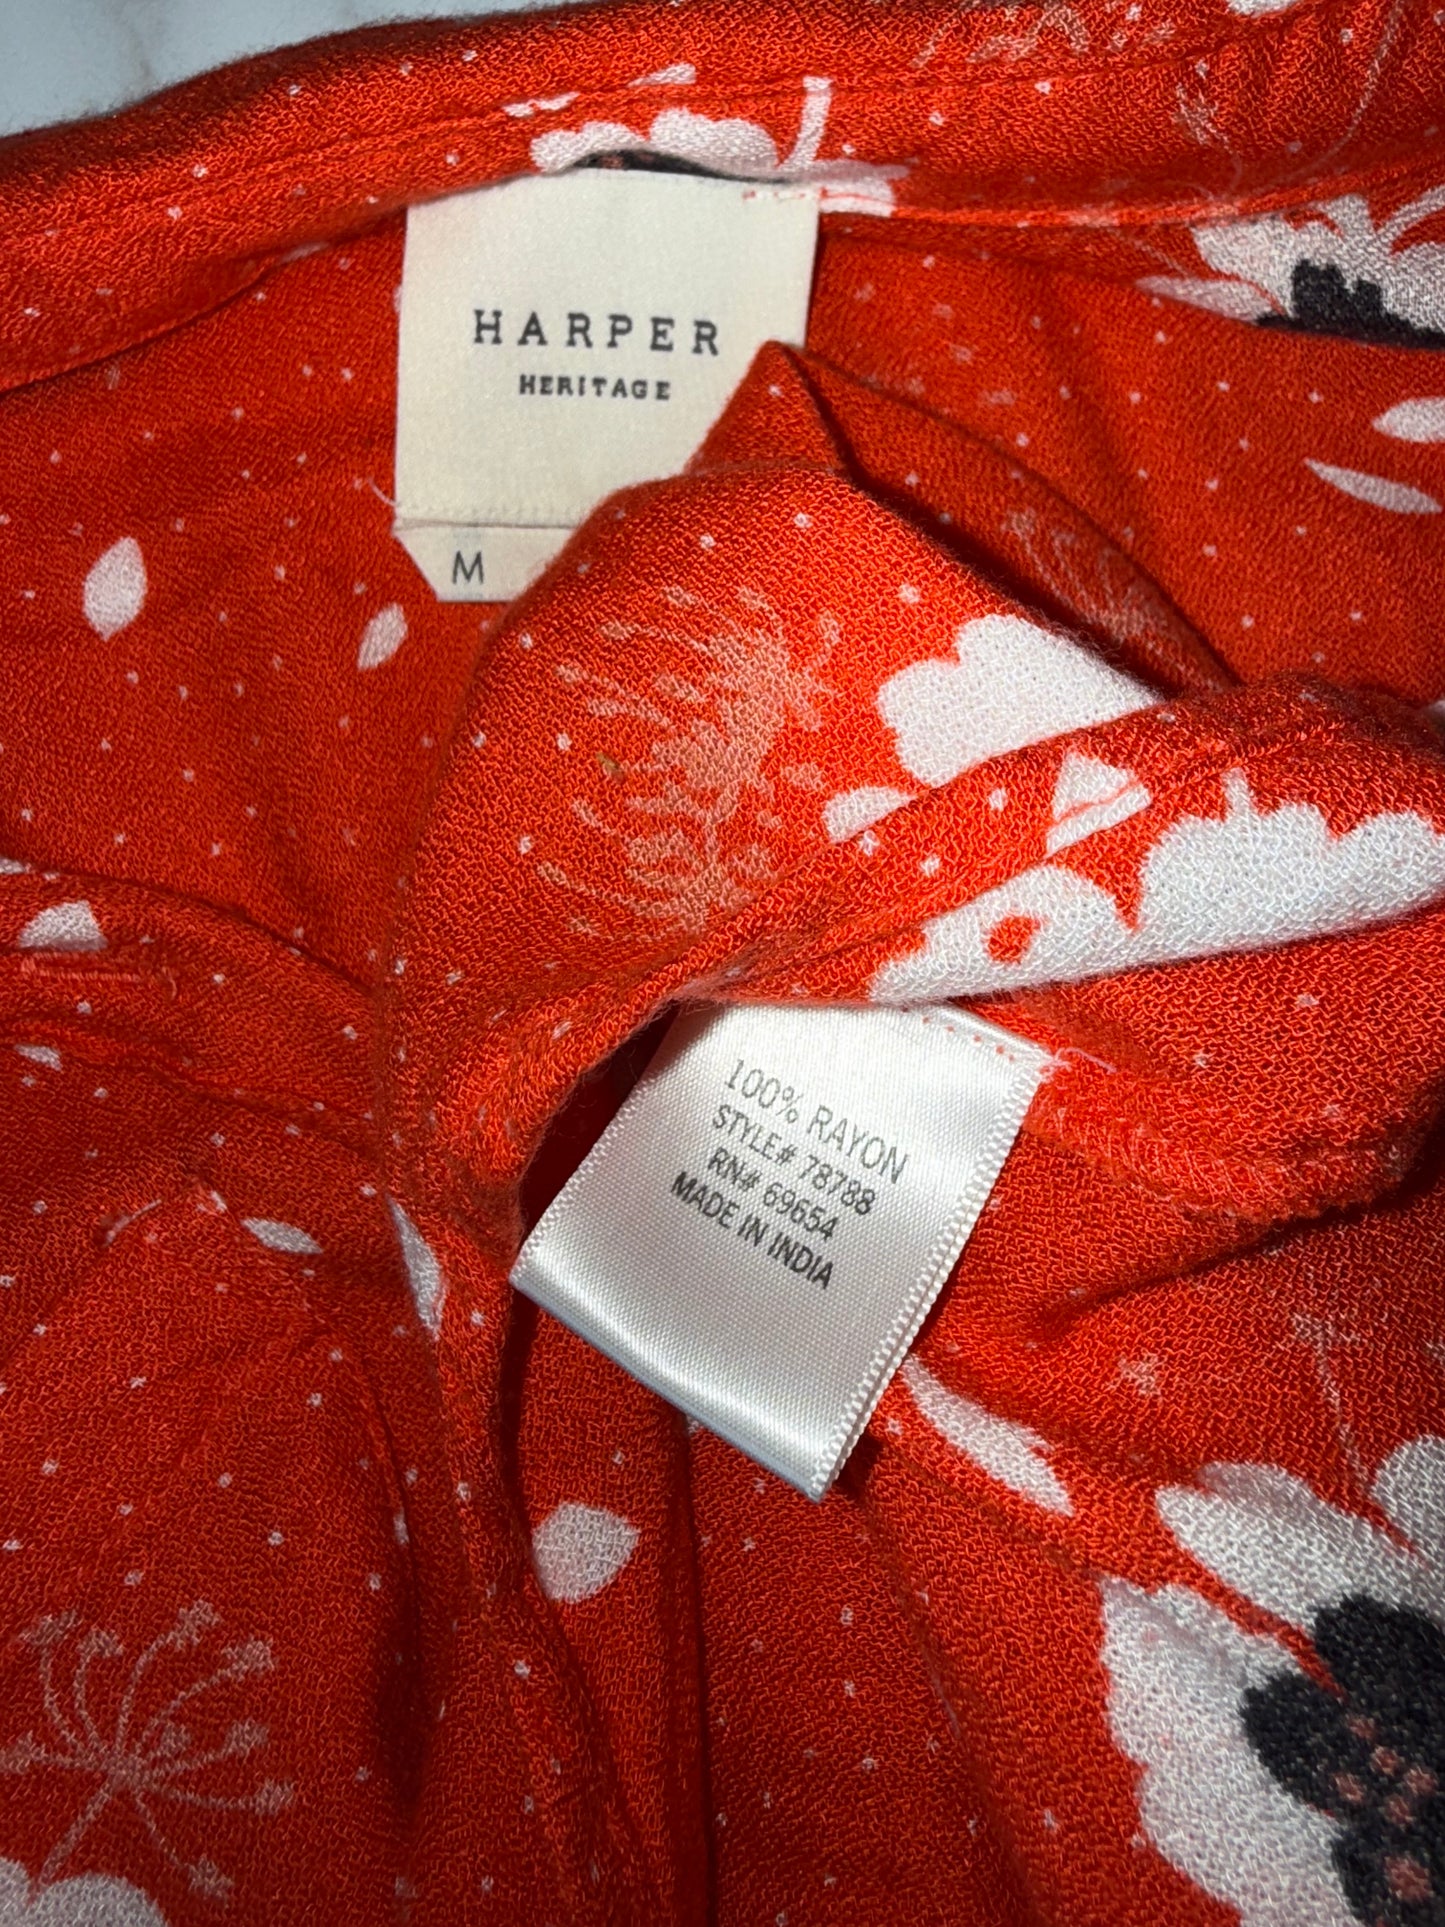 HARPER
HERITAGE
M
100% RAYON
STYLE# 78788
RN# 69654
MADE IN INDIA